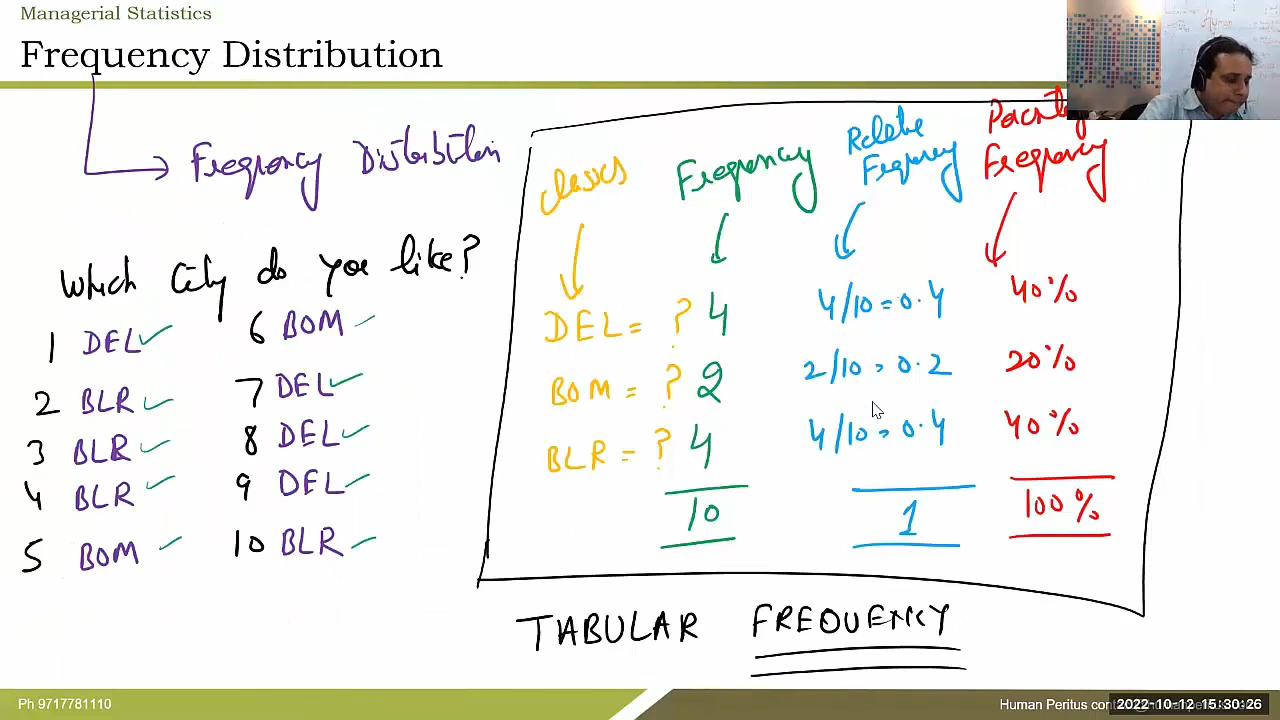 Managerial Statistics
Frequency Distribution
Frequency Distribution
Which City do you like?
1 DEL
2 BLR
3 BLR
4 BLR
5 BOM
6 BOM
7 DEL
8 DEL
9 DEL
10 BLR
Classes Frequency Relative Frequency Frequency
DEL = ? 4 4/10 = 0.4 40%
BOM = ? 2 2/10 = 0.2 20%
BLR = ? 4 4/10 = 0.4 40%
10 1 100%
TABULAR FREQUENCY
Ph 9717781110
Human Peritus
2022-10-12 15:30:26